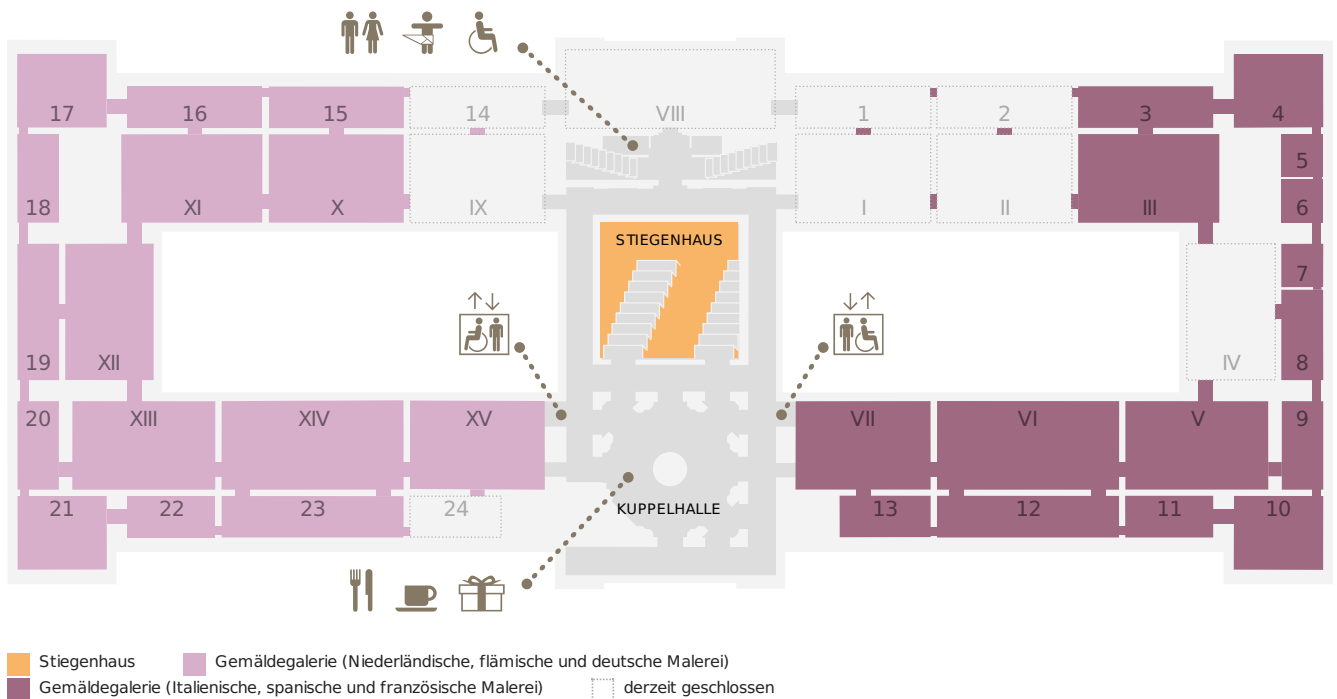 17 16 15 14 VIII 1 2 3 4
5
18 XI X IX I II III 6
STIEGENHAUS
7
19 XII IV 8
20 XIII XIV XV VII VI V 9
21 22 23 24 KUPPELHALLE 13 12 11 10
Stiegenhaus Gemäldegalerie (Niederländische, flämische und deutsche Malerei)
Gemäldegalerie (Italienische, spanische und französische Malerei) derzeit geschlossen